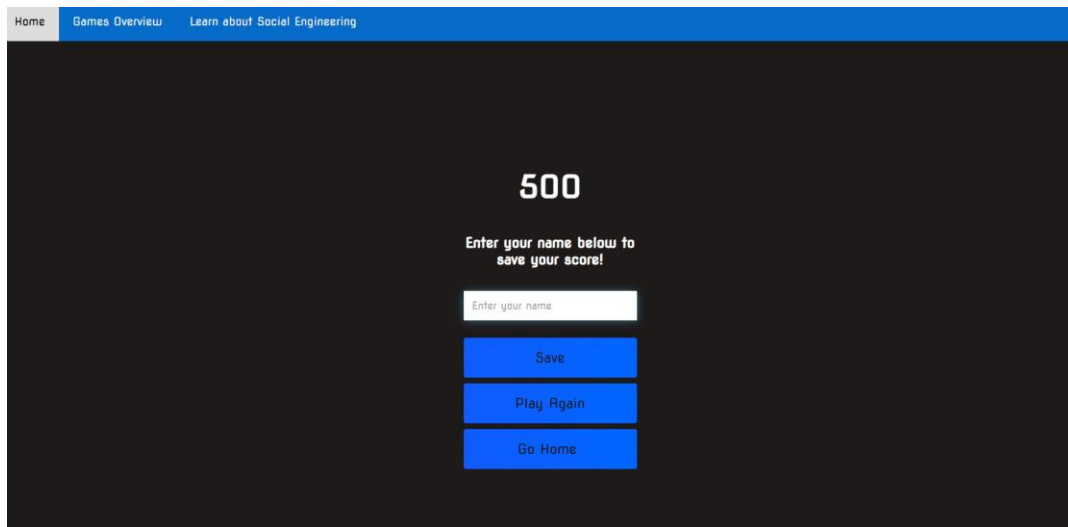 Home Games Overview Learn about Social Engineering
500
Enter your name below to
save your score!
Enter your name
Save
Play Again
Go Home